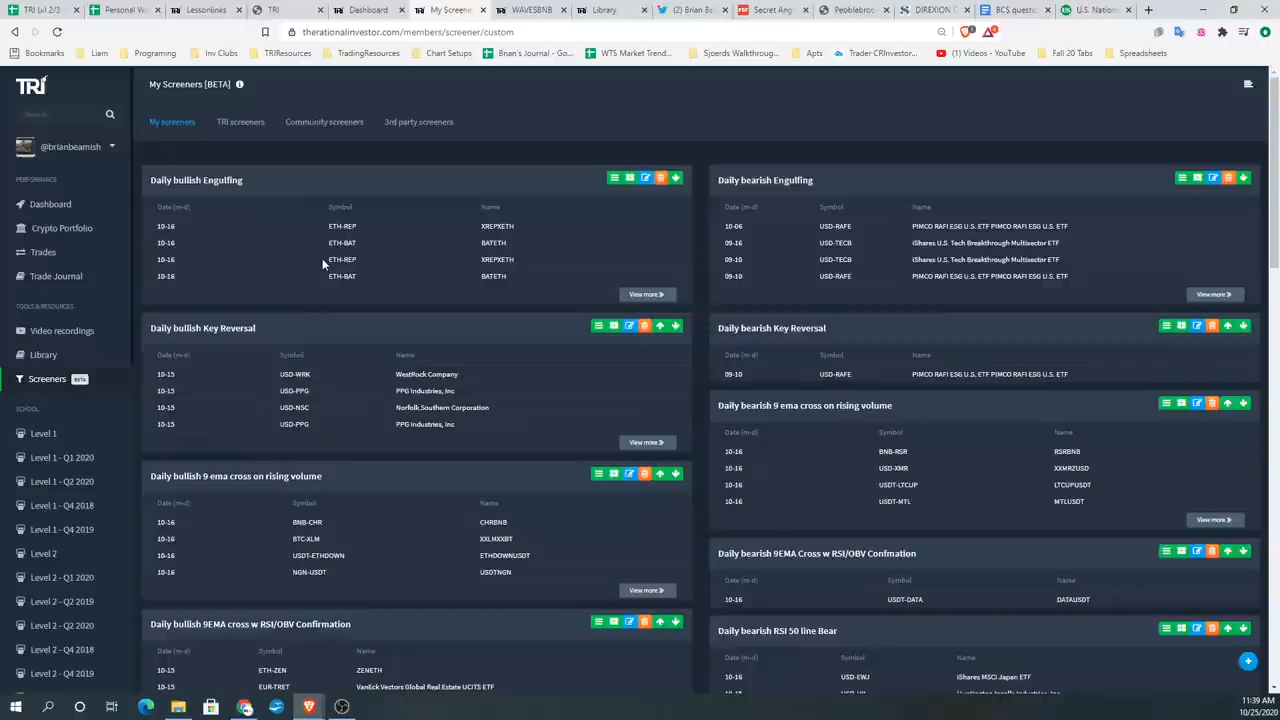 TRI Lvl 2/3 -
Lessonlinks
TRI
Dashboard
My Screene
WAVESBNB
Library
Brian Be
Secret Ang
Peoblebroo
DIREXION D
BCS questu
U.S. Nation
therationalinvestor.com/members/screener/custom
Bookmarks
Liam
Programing
Inv Clubs
TRIResources
TradingResources
Chart Setups
Brian's Journal - Go...
WTS Market Trend...
Sjoerds Walkthroug...
Apts
Trader CRInvestor...
(1) Videos - YouTube
Fall 20 Tabs
Spreadsheets
TRi
My Screeners [BETA]
Search...
My screeners
TRI screeners
Community screeners
3rd party screeners
@brianbeamish
PERFORMANCE
Dashboard
Crypto Portfolio
Trades
Trade Journal
TOOLS & RESOURCES
Video recordings
Library
Screeners BETA
SCHOOL
Level 1
Level 1 - Q1 2020
Level 1 - Q2 2020
Level 1 - Q4 2018
Level 1 - Q4 2019
Level 2
Level 2 - Q1 2020
Level 2 - Q2 2019
Level 2 - Q2 2020
Level 2 - Q4 2018
Level 2 - Q4 2019
Daily bullish Engulfing
Date (m-d) Symbol Name
10-16 ETH-REP XREPXETH
10-16 ETH-BAT BATETH
10-16 ETH-REP XREPXETH
10-16 ETH-BAT BATETH
View more
Daily bullish Key Reversal
Date (m-d) Symbol Name
10-15 USD-WRK WestRock Company
10-15 USD-PPG PPG Industries, Inc
10-15 USD-NSC Norfolk Southern Corporation
10-15 USD-PPG PPG Industries, Inc
View more
Daily bullish 9 ema cross on rising volume
Date (m-d) Symbol Name
10-16 BNB-CHR CHRBNB
10-16 BTC-XLM XXLMXXBT
10-16 USDT-ETHDOWN ETHDOWNUSDT
10-16 NGN-USDT USDTNGN
View more
Daily bullish 9EMA cross w RSI/OBV Confirmation
Date (m-d) Symbol Name
10-15 ETH-ZEN ZENETH
10-15 EUR-TRET VanEck Vectors Global Real Estate UCITS ETF
Daily bearish Engulfing
Date (m-d) Symbol Name
10-06 USD-RAFE PIMCO RAFI ESG U.S. ETF PIMCO RAFI ESG U.S. ETF
09-16 USD-TECB iShares U.S. Tech Breakthrough Multisector ETF
09-10 USD-TECB iShares U.S. Tech Breakthrough Multisector ETF
09-10 USD-RAFE PIMCO RAFI ESG U.S. ETF PIMCO RAFI ESG U.S. ETF
View more
Daily bearish Key Reversal
Date (m-d) Symbol Name
09-10 USD-RAFE PIMCO RAFI ESG U.S. ETF PIMCO RAFI ESG U.S. ETF
Daily bearish 9 ema cross on rising volume
Date (m-d) Symbol Name
10-16 BNB-RSR RSRBNB
10-16 USD-XMR XXMRZUSD
10-16 USDT-LTCUP LTCUPUSDT
10-16 USDT-MTL MTLUSDT
View more
Daily bearish 9EMA Cross w RSI/OBV Confmation
Date (m-d) Symbol Name
10-16 USDT-DATA DATAUSDT
Daily bearish RSI 50 line Bear
Date (m-d) Symbol Name
10-16 USD-EWJ iShares MSCI Japan ETF
10-15 USD-HII Huntington Ingalls Industries, Inc.
11:39 AM
10/25/2020